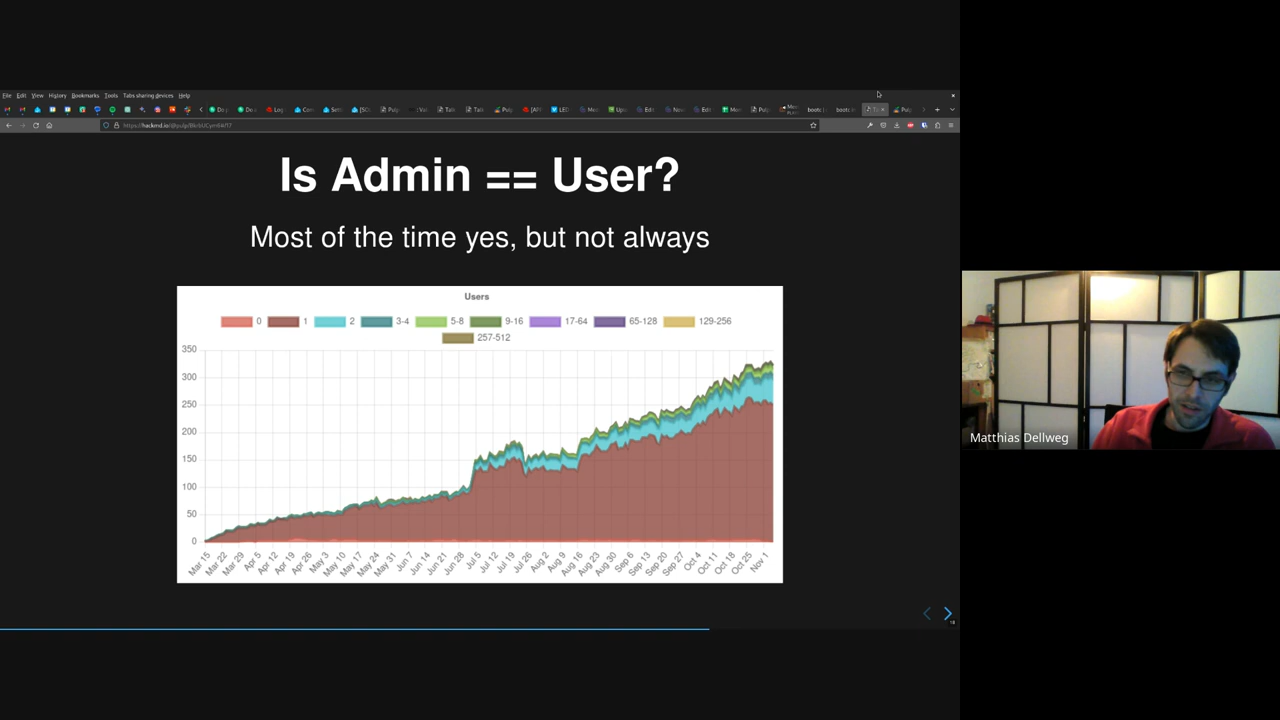 File Edit View History Bookmarks Tools Tabs sharing devices Help
Is Admin == User?
Most of the time yes, but not always
Users
0 1 2 3-4 5-8 9-16 17-64 65-128 129-256
257-512
350
300
250
200
150
100
50
0
Mar 15 Mar 22 Mar 29 Apr 5 Apr 12 Apr 19 Apr 26 May 3 May 10 May 17 May 24 May 31 Jun 7 Jun 14 Jun 21 Jun 28 Jul 5 Jul 12 Jul 19 Jul 26 Aug 2 Aug 9 Aug 16 Aug 23 Aug 30 Sep 6 Sep 13 Sep 20 Sep 27 Oct 4 Oct 11 Oct 18 Oct 25 Nov 1
18
Matthias Dellweg